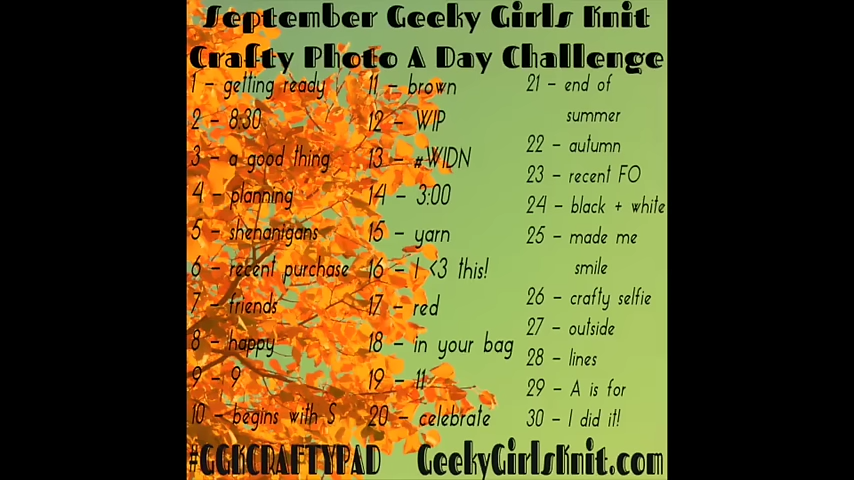 September Geeky Girls Knit
Crafty Photo A Day Challenge
1 - getting ready
2 - 8:30
3 - a good thing
4 - planning
5 - shenanigans
6 - recent purchase
7 - friends
8 - happy
9 - 9
10 - begins with S
11 - brown
12 - WIP
13 - #WIDN
14 - 3:00
15 - yarn
16 - I <3 this!
17 - red
18 - in your bag
19 - 11
20 - celebrate
21 - end of
summer
22 - autumn
23 - recent FO
24 - black + white
25 - made me
smile
26 - crafty selfie
27 - outside
28 - lines
29 - A is for
30 - I did it!
#GGKCRAFTYPAD
GeekyGirlsKnit.com